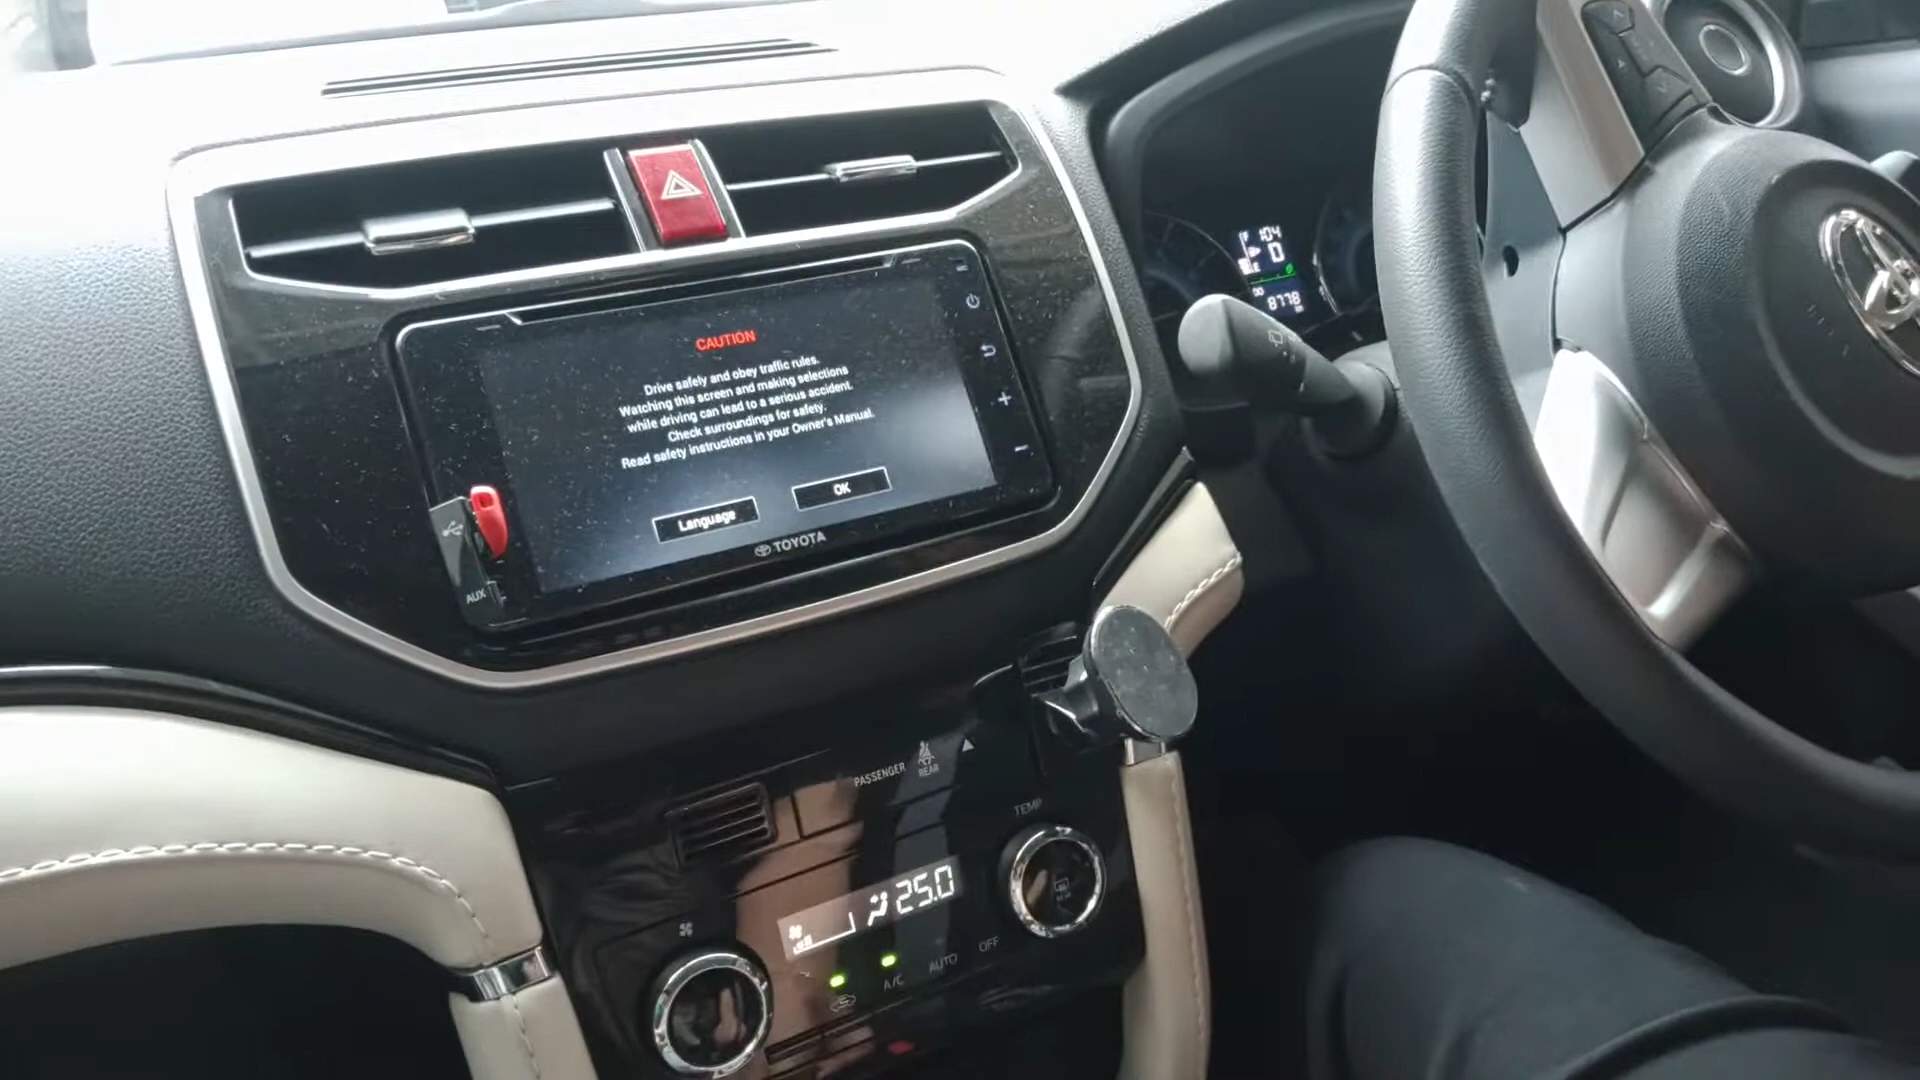 104
D
8778
CAUTION
Drive safely and obey traffic rules.
Watching this screen and making selections
while driving can lead to a serious accident.
Check surroundings for safety.
Read safety instructions in your Owner's Manual.
Language
OK
TOYOTA
AUX
PASSENGER
REAR
TEMP
25.0
A/C
AUTO
OFF